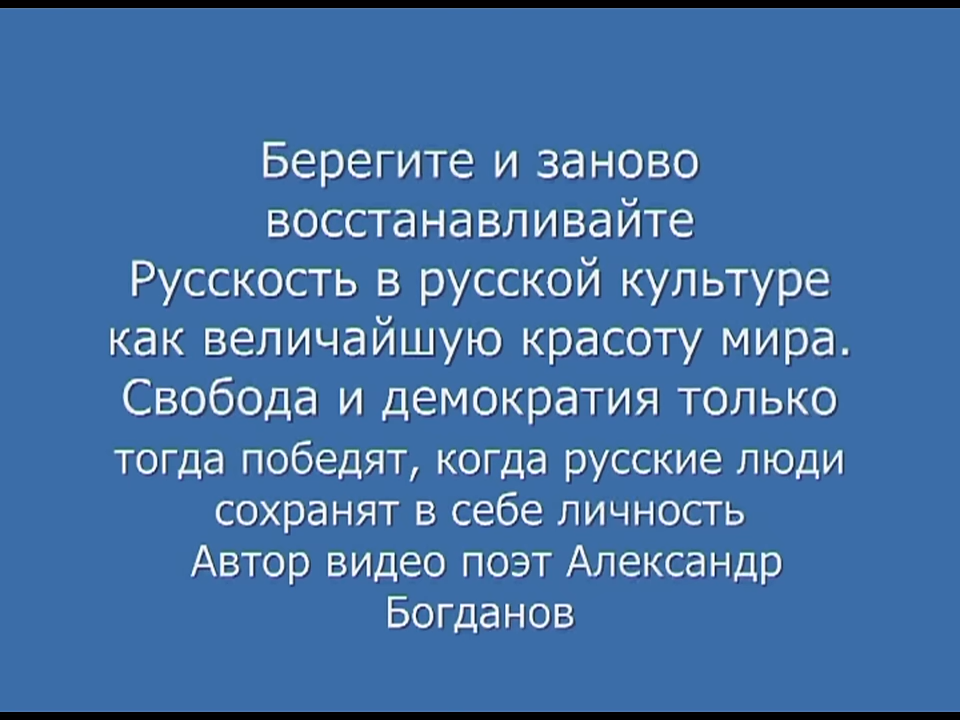 Берегите и заново
восстанавливайте
Русскость в русской культуре
как величайшую красоту мира.
Свобода и демократия только
тогда победят, когда русские люди
сохранят в себе личность
Автор видео поэт Александр
Богданов